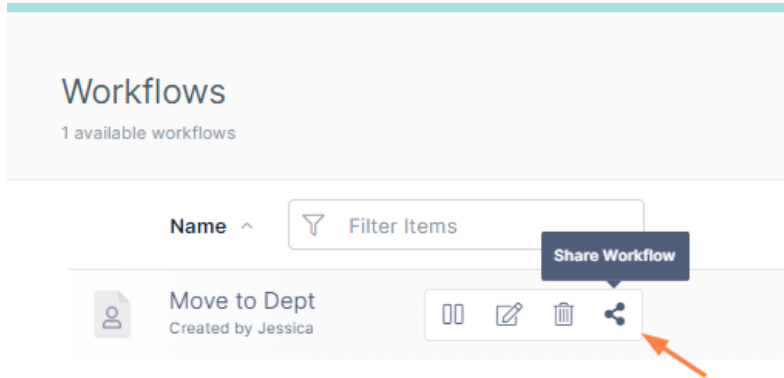 Workflows
1 available workflows
Name
Filter Items
Share Workflow
Move to Dept
Created by Jessica